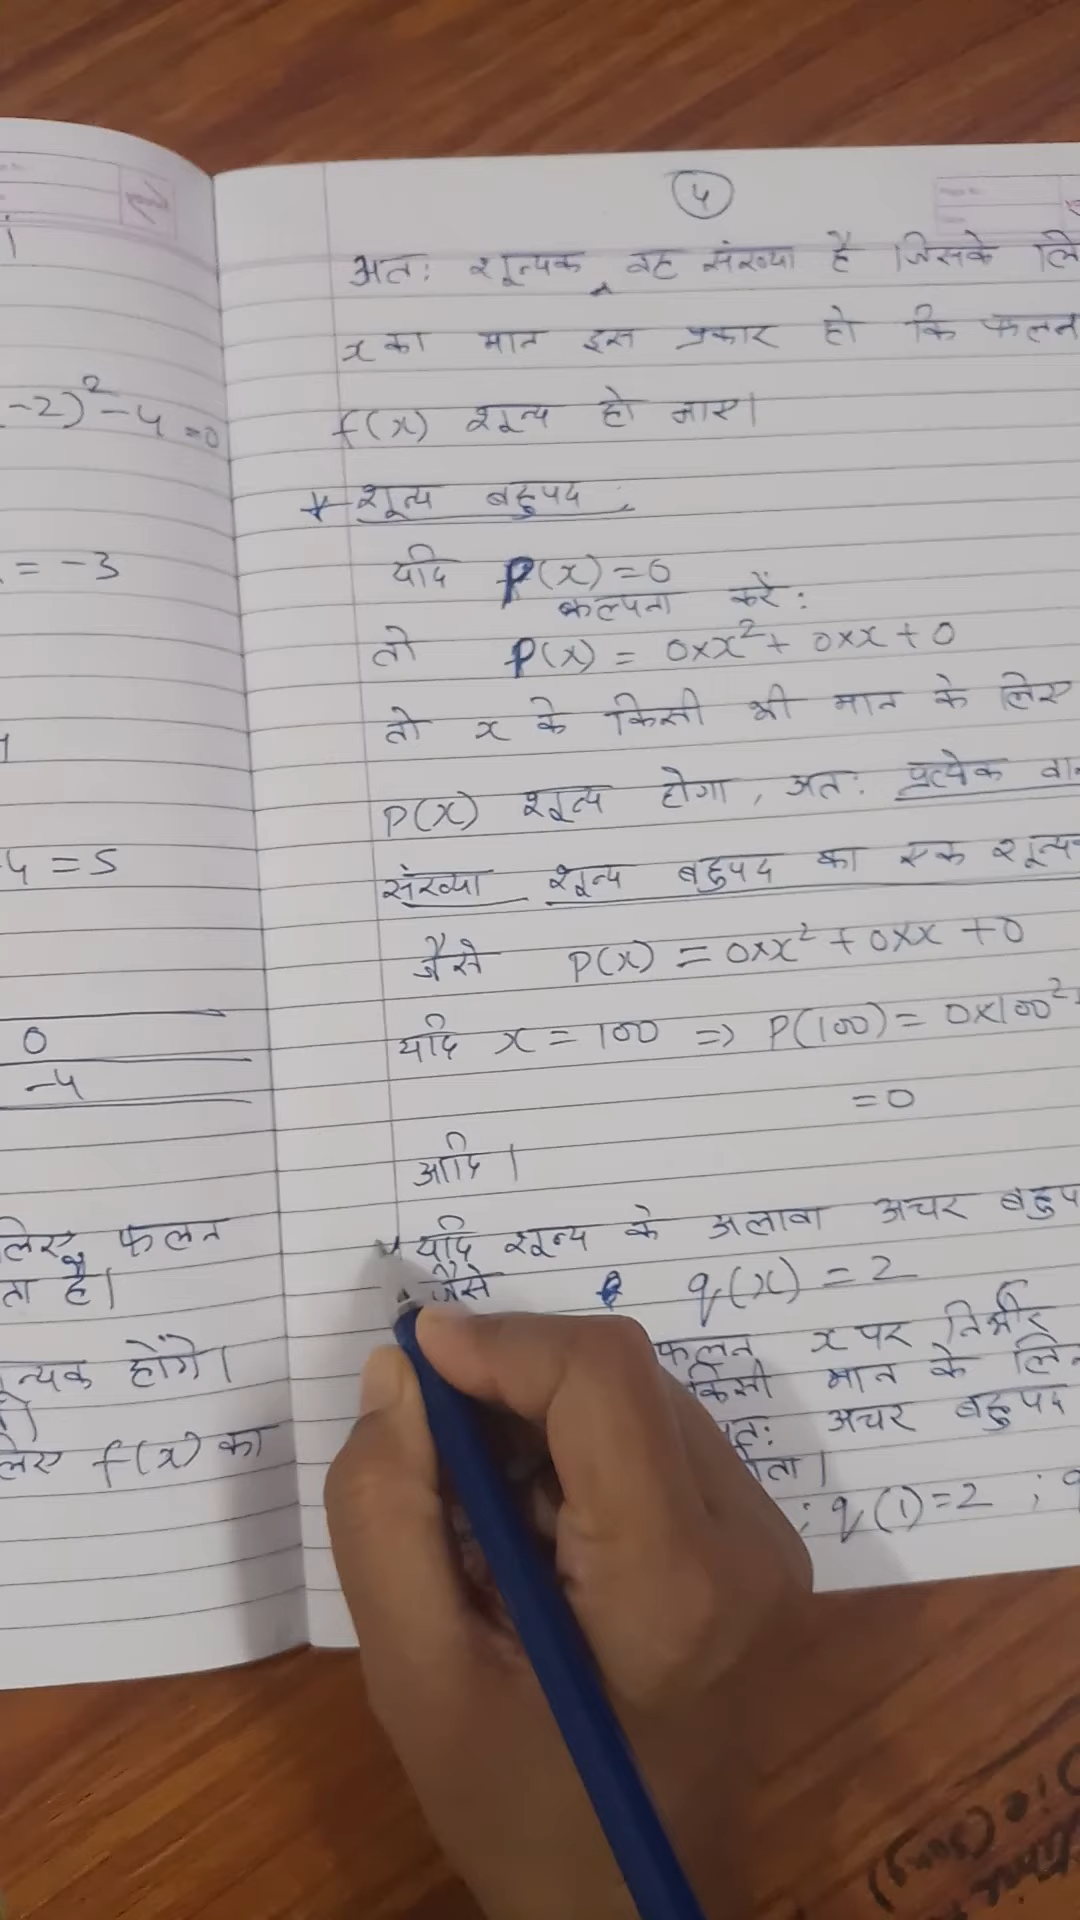 -2)² - 4 = 0
= -3
4 = 5
0
-4
फलन
ता है।
होंगे।
f(x) का
4
अतः शून्यक वह संख्या है जिसके
x का मान इस प्रकार हो कि फलन
f(x) शून्य हो जाए।
* शून्य बहुपद :
यदि P(x) = 0
कल्पना करें :
तो P(x) = 0×x² + 0×x + 0
तो x के किसी भी मान के लिए
P(x) शून्य होगा, अतः प्रत्येक
संख्या शून्य बहुपद का एक
जैसे P(x) = 0×x² + 0×x + 0
यदि x = 100 => P(100) = 0×100²
= 0
आदि।
यदि शून्य के अलावा अचर
जैसे q(x) = 2
फलन x पर निर्भर
किसी मान के
अचर बहुपद
; q(1) = 2 ;